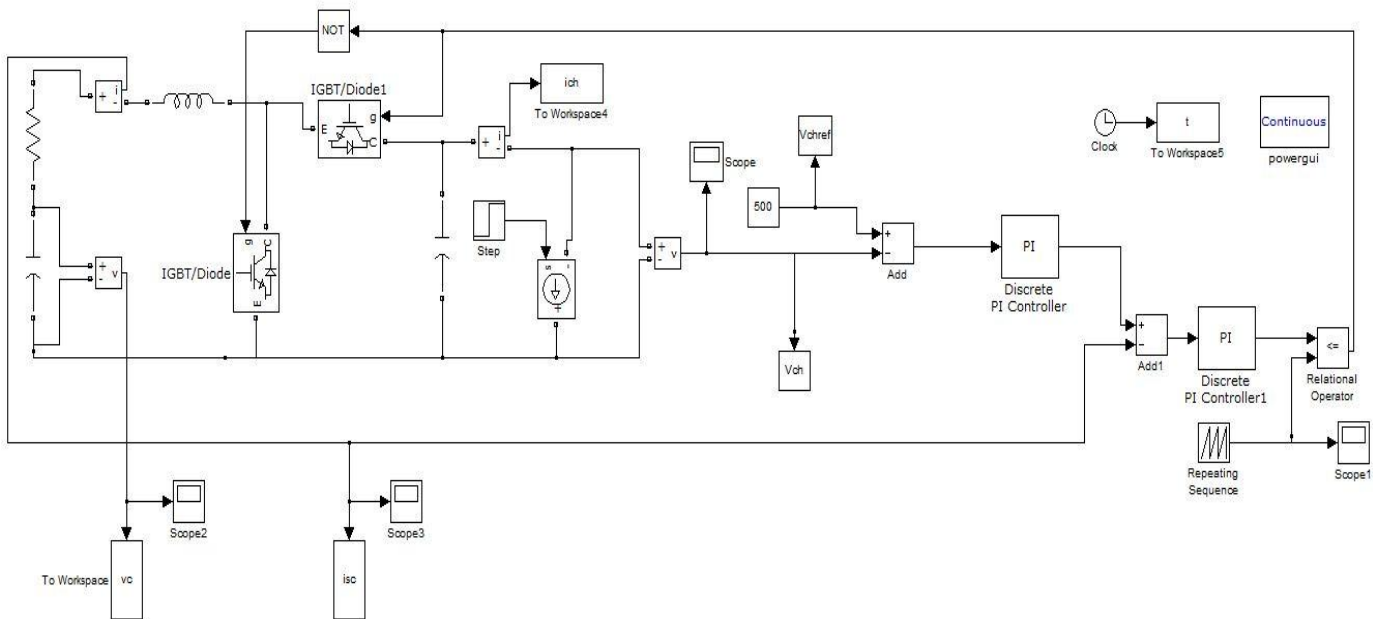 NOT
i
+
-
IGBT/Diode1
g
E
C
ich
To Workspace4
+
i
-
Clock
t
To Workspace5
Continuous
powergui
Vchref
Scope
500
Step
g
C
E
IGBT/Diode
+
-
v
s
-
+
+
-
v
+
-
Add
PI
Discrete
PI Controller
+
-
Add1
PI
Discrete
PI Controller1
<=
Relational
Operator
Vch
Repeating
Sequence
Scope1
Scope2
Scope3
To Workspace
vc
isc